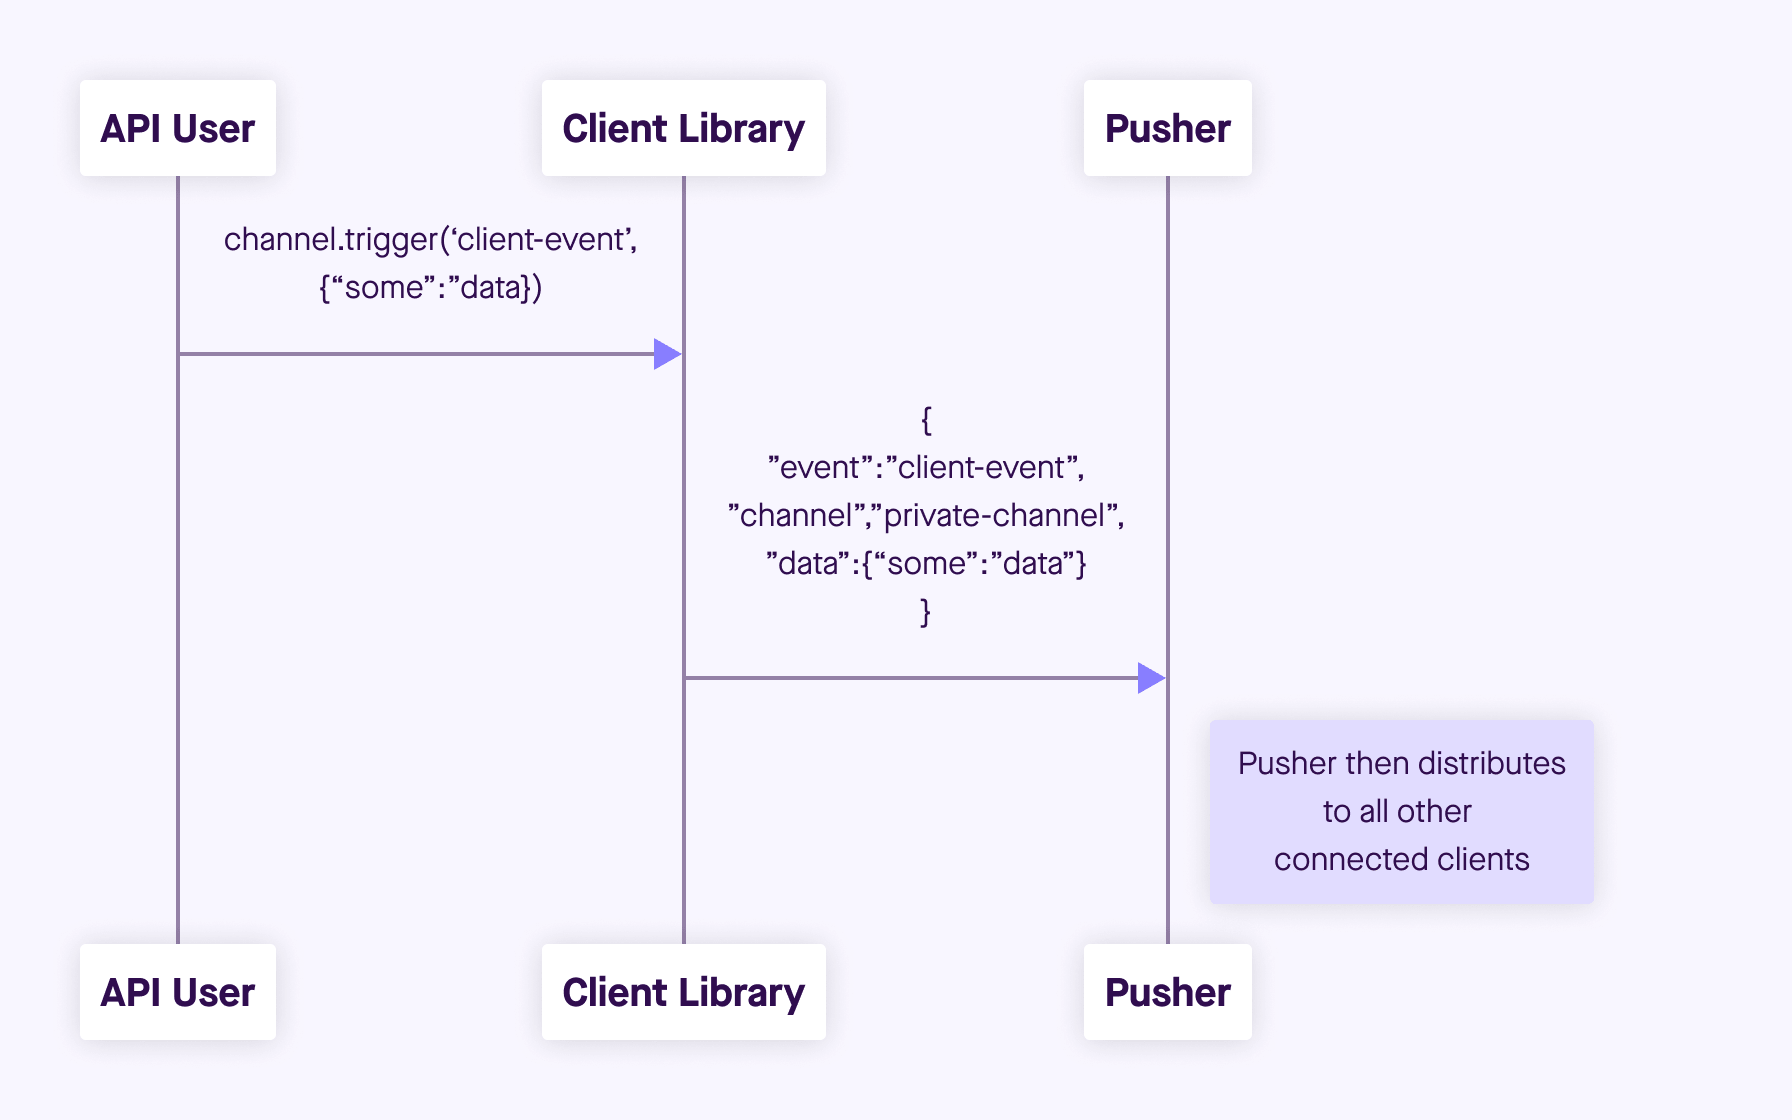 API User
Client Library
Pusher
channel.trigger(‘client-event’,
{“some”:”data})
{
”event”:”client-event”,
”channel”,”private-channel”,
”data”:{“some”:”data”}
}
Pusher then distributes
to all other
connected clients
API User
Client Library
Pusher